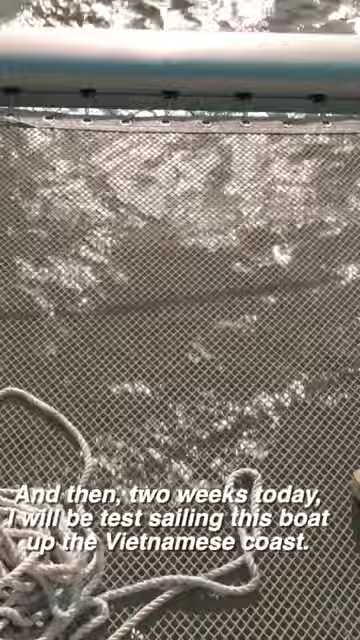 And then, two weeks today,
I will be test sailing this boat
up the Vietnamese coast.